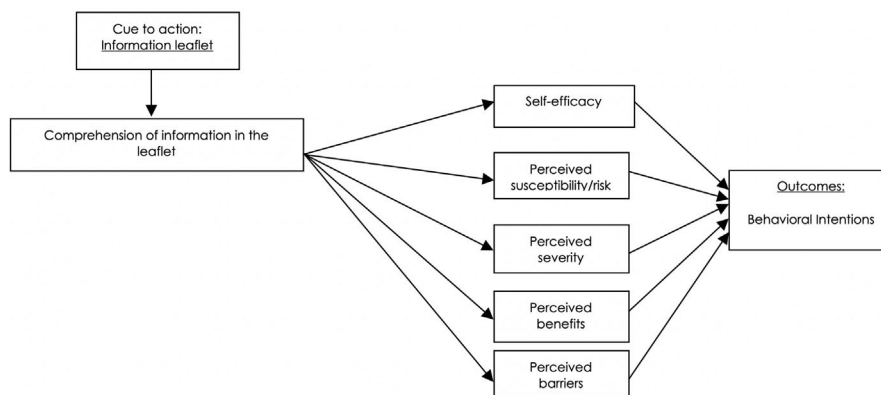 Cue to action:
Information leaflet
Comprehension of information in the
leaflet
Self-efficacy
Perceived
susceptibility/risk
Perceived
severity
Perceived
benefits
Perceived
barriers
Outcomes:
Behavioral Intentions